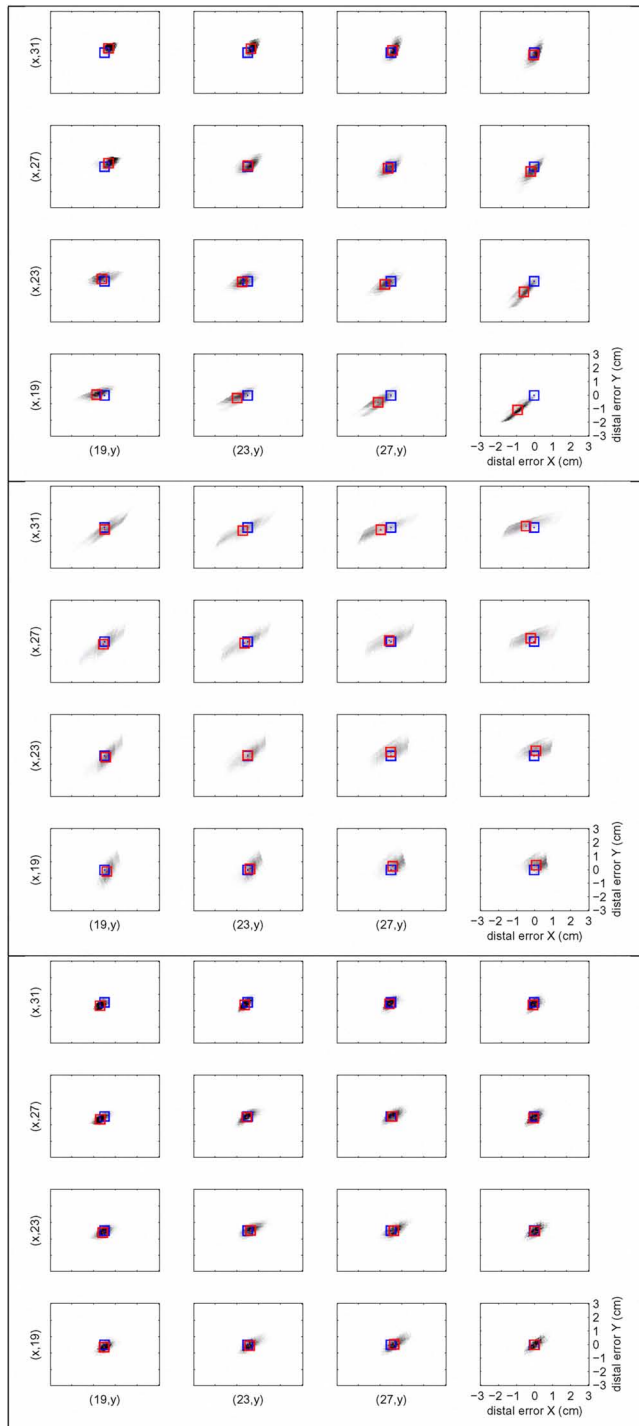 (x,31)
(x,27)
(x,23)
(x,19)
3
2
1
0
−1
−2
−3
distal error Y (cm)
−3 −2 −1 0 1 2 3
(19,y) (23,y) (27,y) distal error X (cm)
(x,31)
(x,27)
(x,23)
(x,19)
3
2
1
0
−1
−2
−3
distal error Y (cm)
−3 −2 −1 0 1 2 3
(19,y) (23,y) (27,y) distal error X (cm)
(x,31)
(x,27)
(x,23)
(x,19)
3
2
1
0
−1
−2
−3
distal error Y (cm)
−3 −2 −1 0 1 2 3
(19,y) (23,y) (27,y) distal error X (cm)